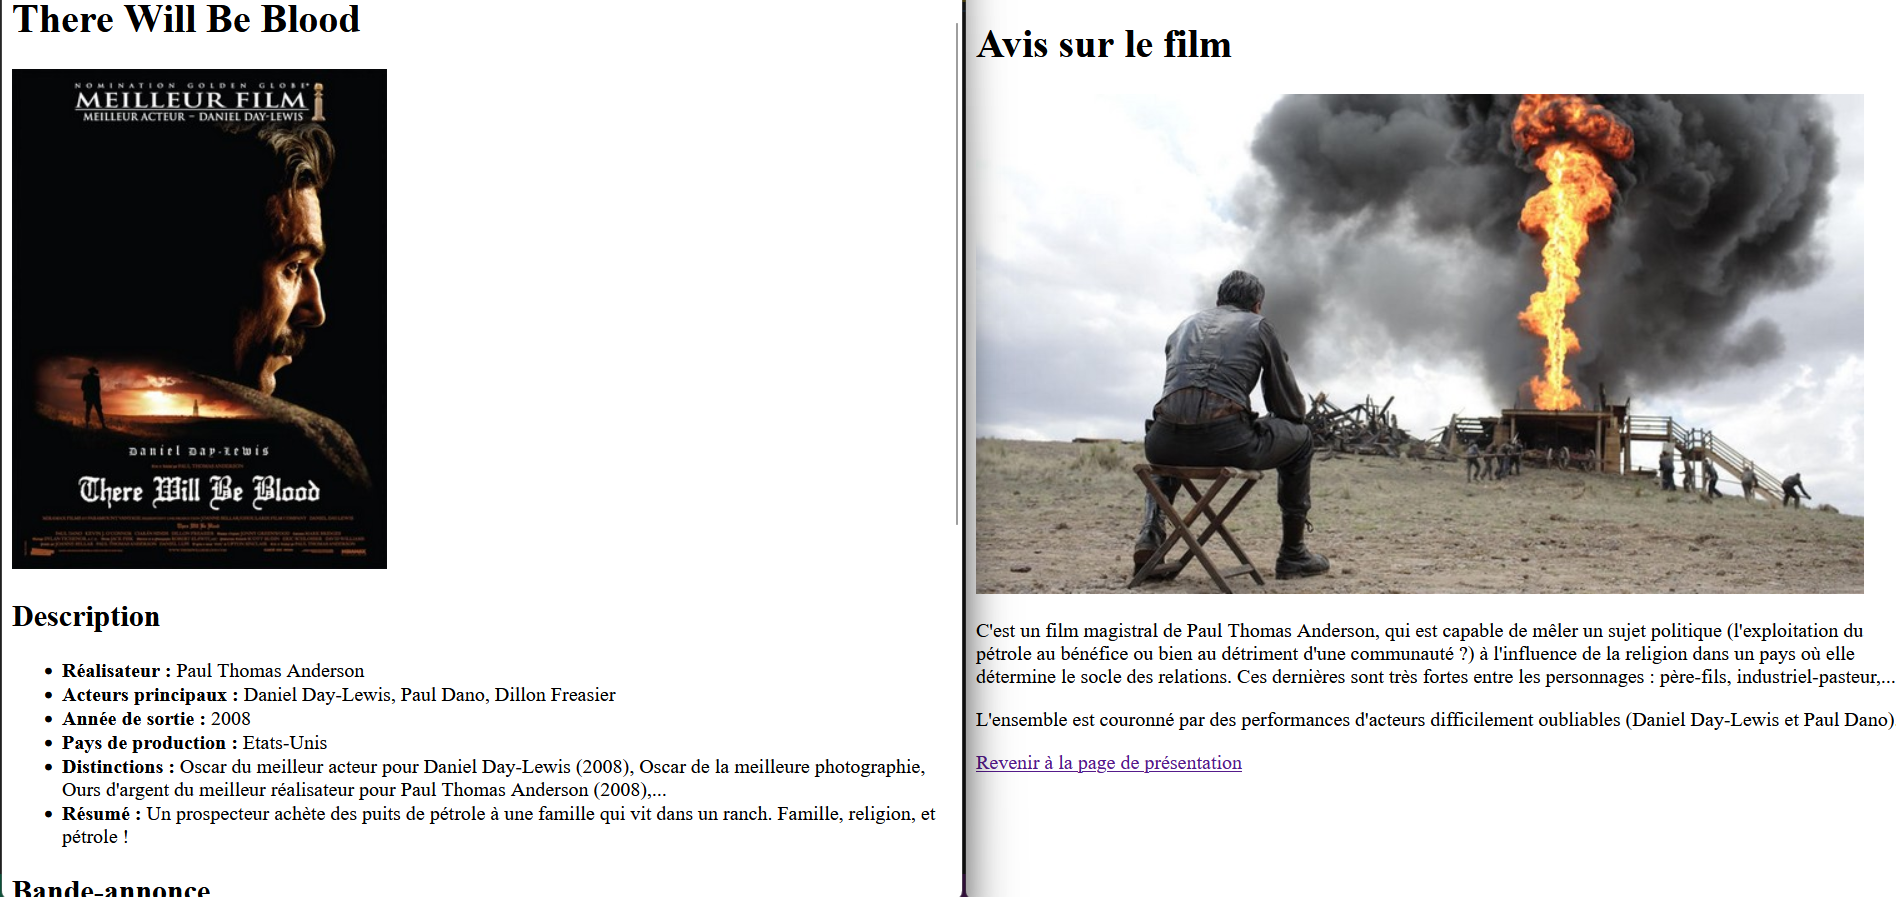 There Will Be Blood
NOMINATION GOLDEN GLOBE
MEILLEUR FILM
MEILLEUR ACTEUR – DANIEL DAY-LEWIS
Daniel Day-Lewis
There Will Be Blood
Description
Réalisateur : Paul Thomas Anderson
Acteurs principaux : Daniel Day-Lewis, Paul Dano, Dillon Freasier
Année de sortie : 2008
Pays de production : Etats-Unis
Distinctions : Oscar du meilleur acteur pour Daniel Day-Lewis (2008), Oscar de la meilleure photographie,
Ours d'argent du meilleur réalisateur pour Paul Thomas Anderson (2008),...
Résumé : Un prospecteur achète des puits de pétrole à une famille qui vit dans un ranch. Famille, religion, et
pétrole !
Bande-annonce
Avis sur le film
C'est un film magistral de Paul Thomas Anderson, qui est capable de mêler un sujet politique (l'exploitation du
pétrole au bénéfice ou bien au détriment d'une communauté ?) à l'influence de la religion dans un pays où elle
détermine le socle des relations. Ces dernières sont très fortes entre les personnages : père-fils, industriel-pasteur,...
L'ensemble est couronné par des performances d'acteurs difficilement oubliables (Daniel Day-Lewis et Paul Dano)
Revenir à la page de présentation